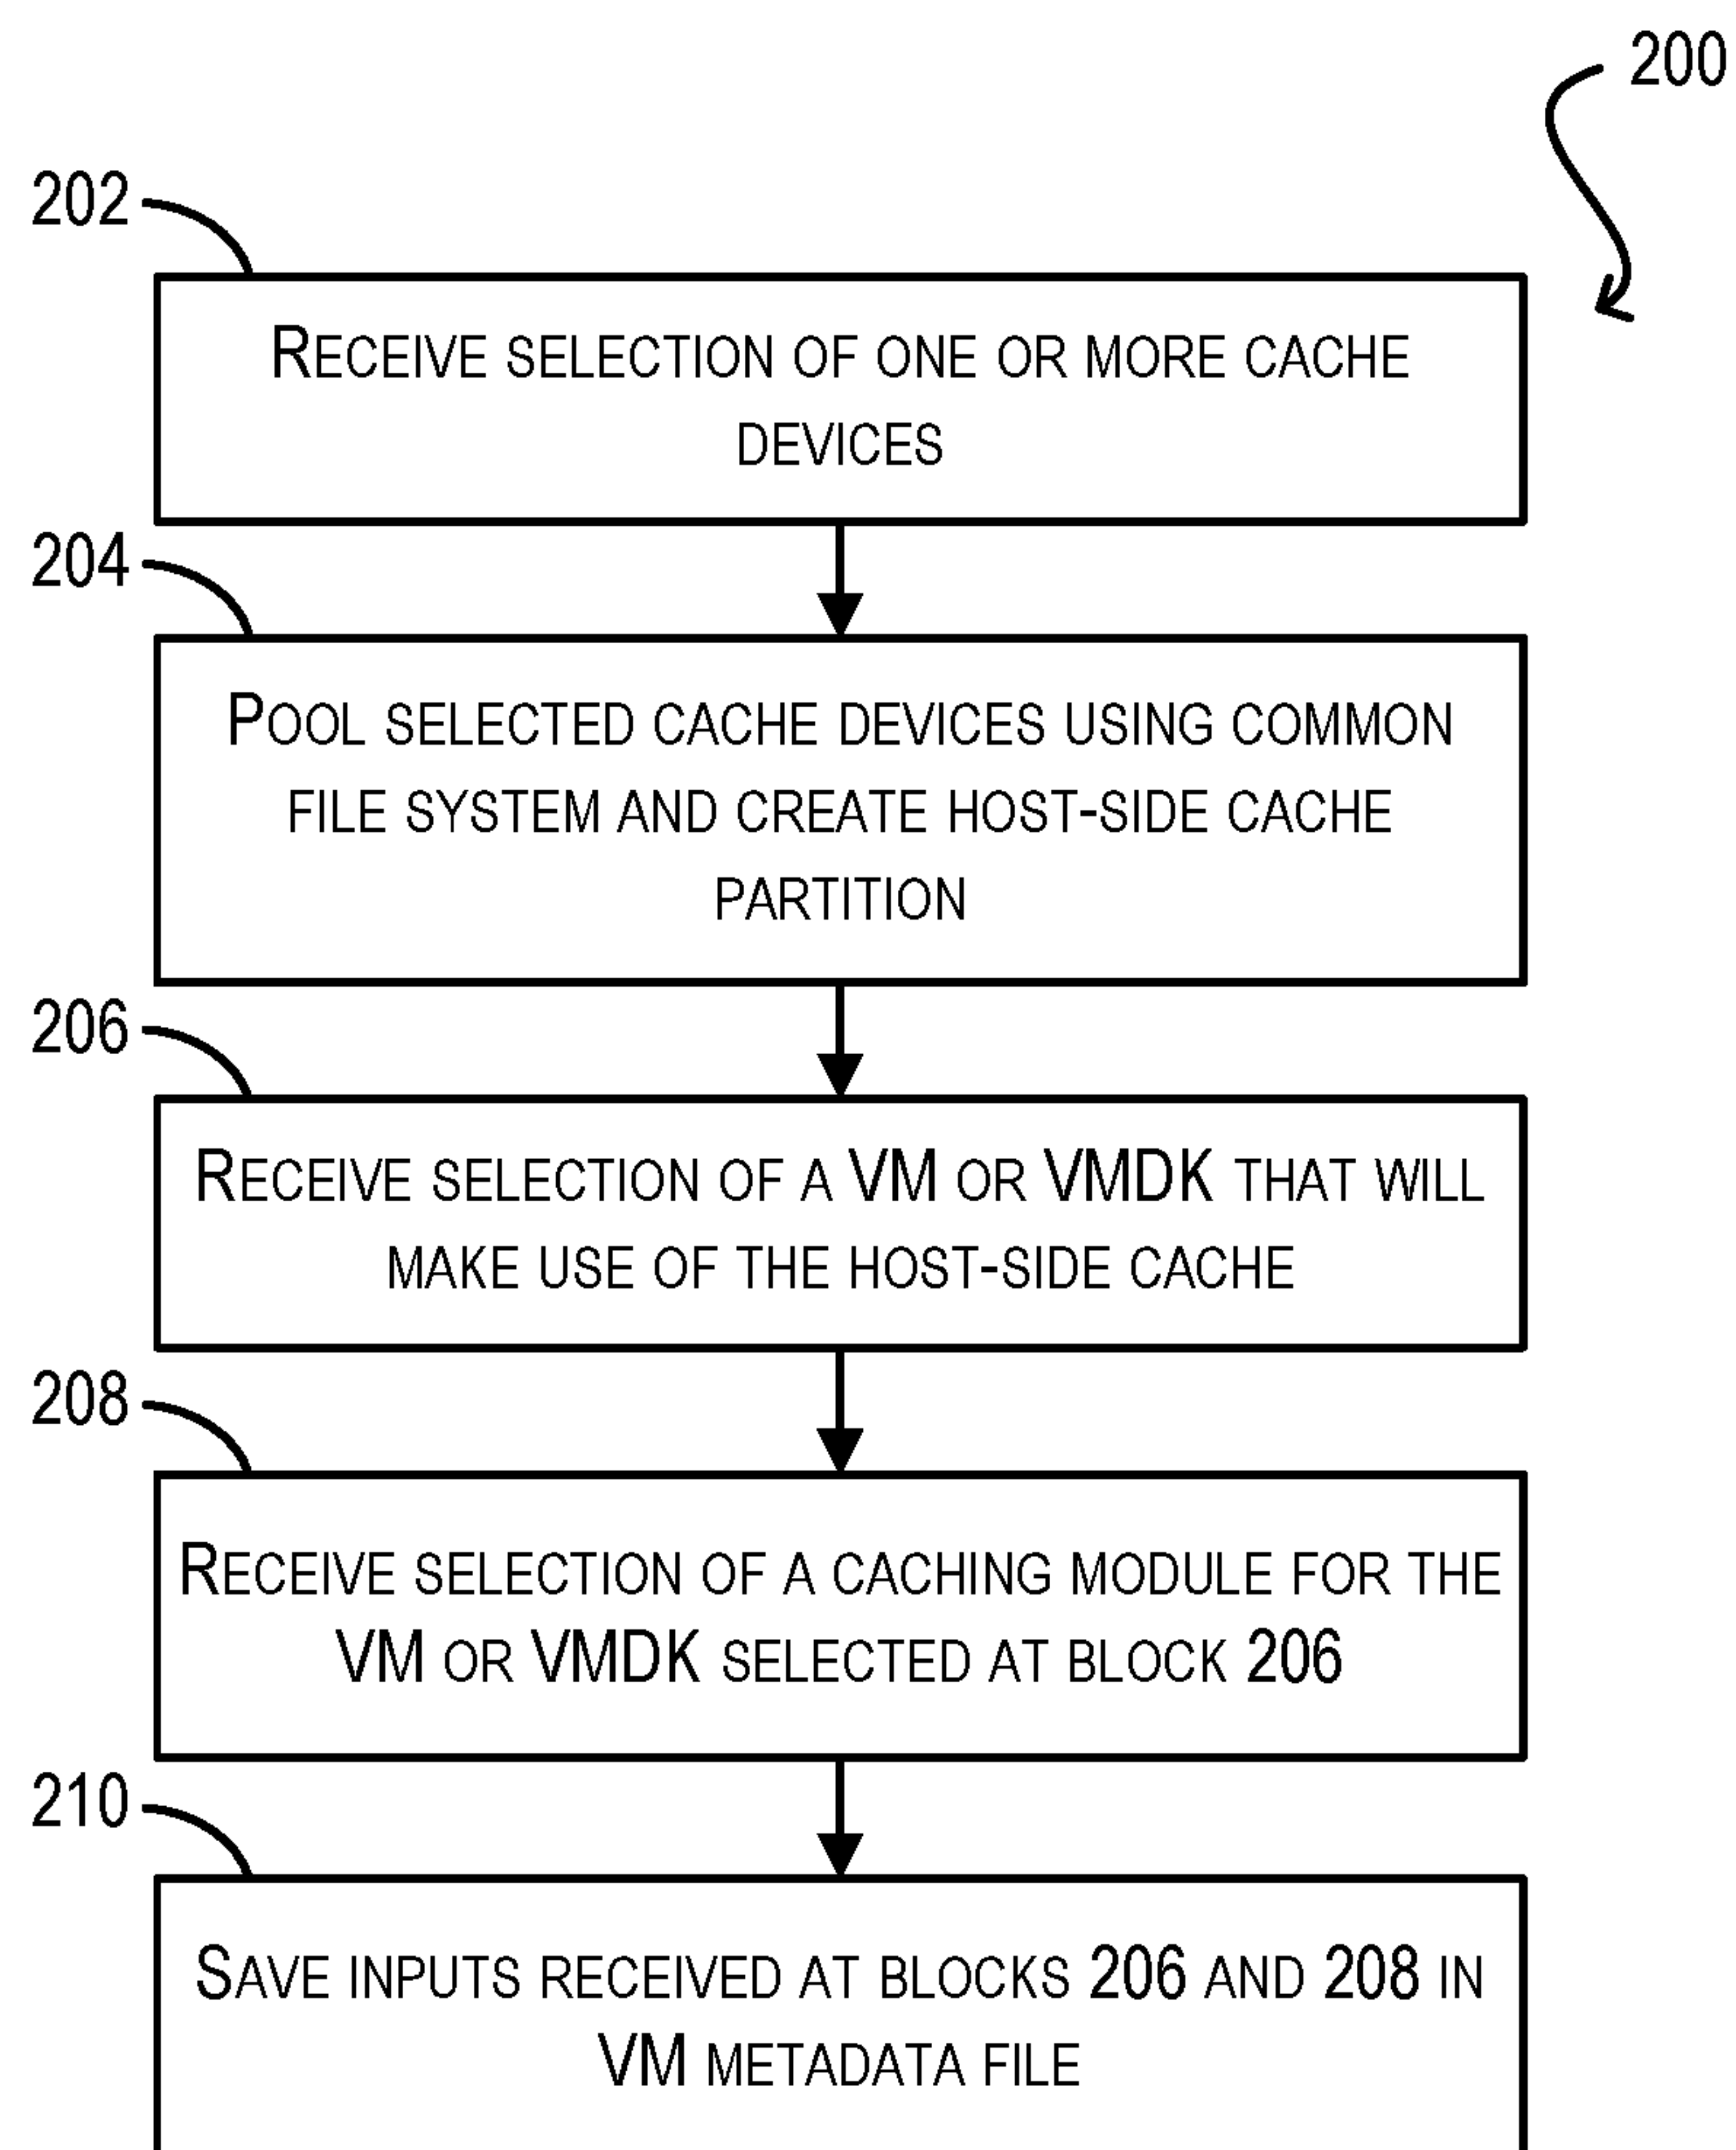 200
202
RECEIVE SELECTION OF ONE OR MORE CACHE
DEVICES
204
POOL SELECTED CACHE DEVICES USING COMMON
FILE SYSTEM AND CREATE HOST-SIDE CACHE
PARTITION
206
RECEIVE SELECTION OF A VM OR VMDK THAT WILL
MAKE USE OF THE HOST-SIDE CACHE
208
RECEIVE SELECTION OF A CACHING MODULE FOR THE
VM OR VMDK SELECTED AT BLOCK 206
210
SAVE INPUTS RECEIVED AT BLOCKS 206 AND 208 IN
VM METADATA FILE